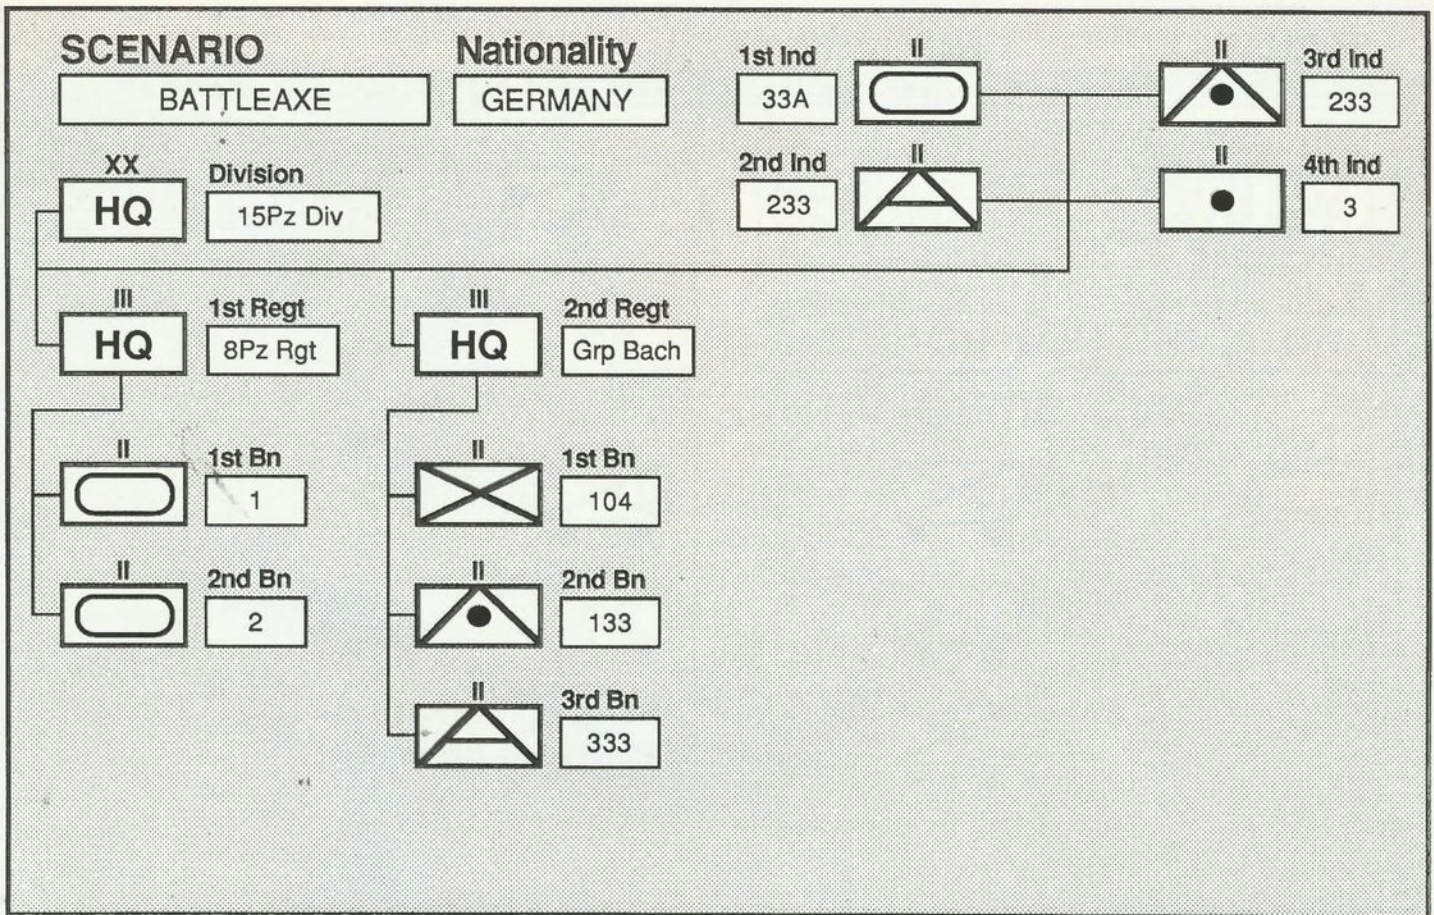 SCENARIO
BATTLEAXE
Nationality
GERMANY
1st Ind
33A
II
II
3rd Ind
233
2nd Ind
233
II
II
4th Ind
3
XX
HQ
Division
15Pz Div
III
HQ
1st Regt
8Pz Rgt
III
HQ
2nd Regt
Grp Bach
II
1st Bn
1
II
2nd Bn
2
II
1st Bn
104
II
2nd Bn
133
II
3rd Bn
333